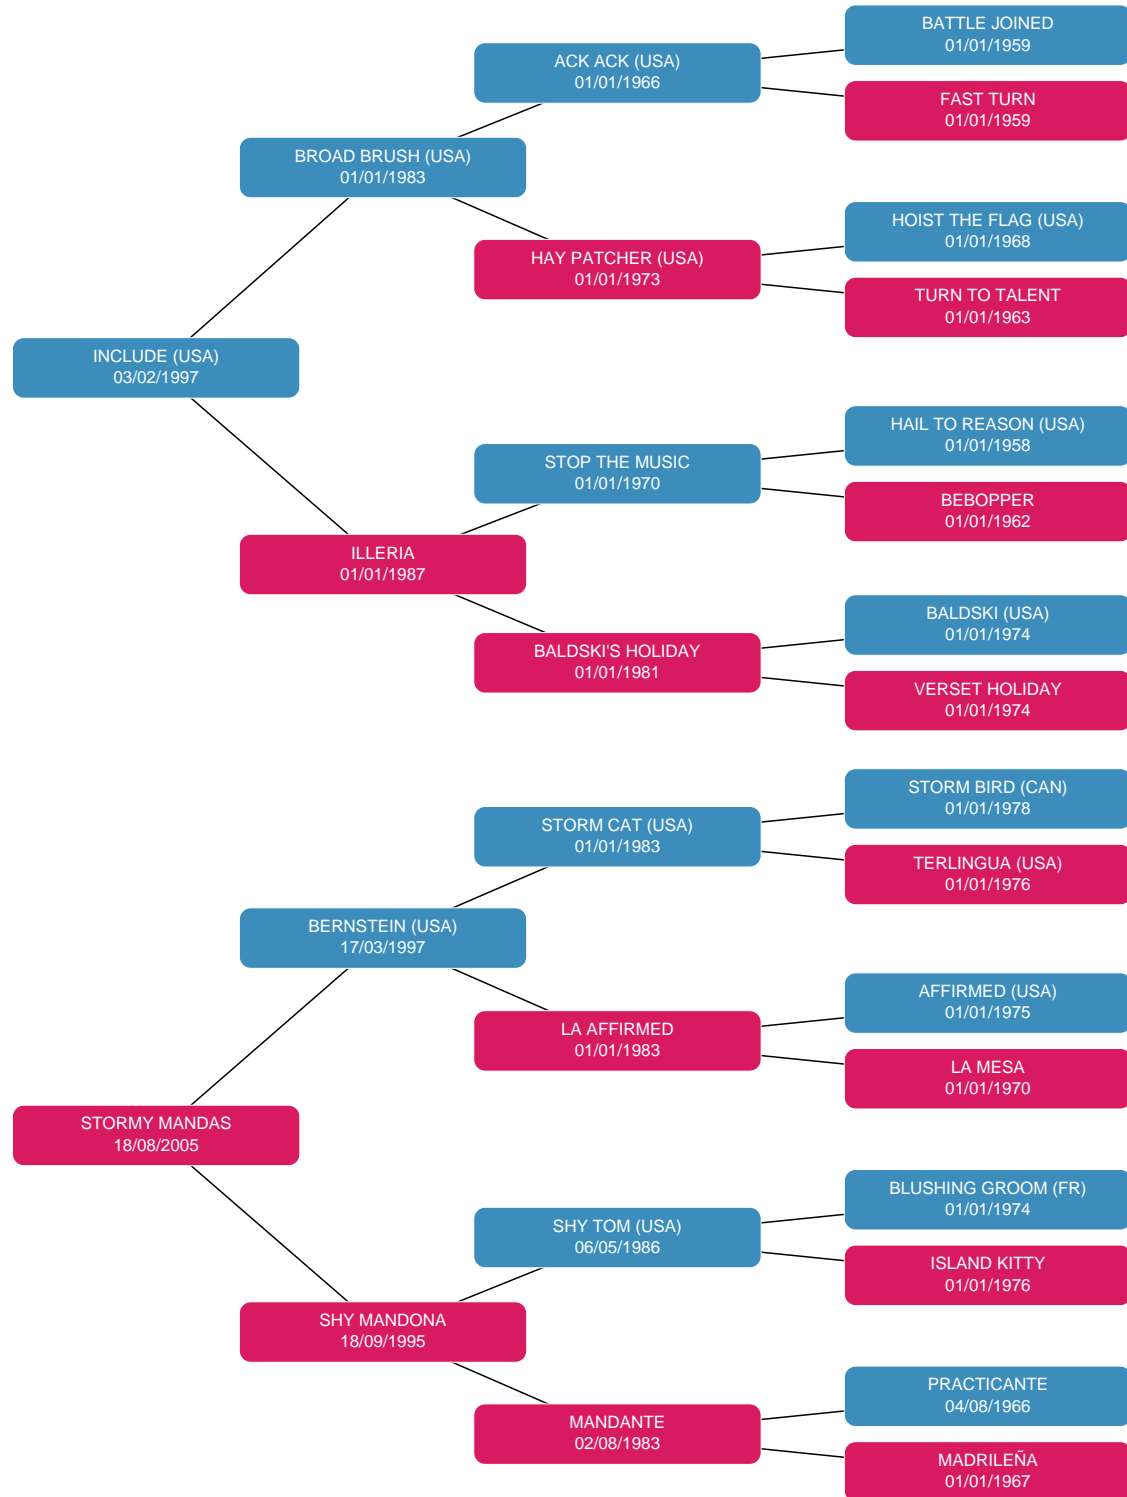 BATTLE JOINED
01/01/1959
ACK ACK (USA)
01/01/1966
FAST TURN
01/01/1959
BROAD BRUSH (USA)
01/01/1983
HOIST THE FLAG (USA)
01/01/1968
HAY PATCHER (USA)
01/01/1973
TURN TO TALENT
01/01/1963
INCLUDE (USA)
03/02/1997
HAIL TO REASON (USA)
01/01/1958
STOP THE MUSIC
01/01/1970
BEBOPPER
01/01/1962
ILLERIA
01/01/1987
BALDSKI (USA)
01/01/1974
BALDSKI'S HOLIDAY
01/01/1981
VERSET HOLIDAY
01/01/1974
STORM BIRD (CAN)
01/01/1978
STORM CAT (USA)
01/01/1983
TERLINGUA (USA)
01/01/1976
BERNSTEIN (USA)
17/03/1997
AFFIRMED (USA)
01/01/1975
LA AFFIRMED
01/01/1983
LA MESA
01/01/1970
STORMY MANDAS
18/08/2005
BLUSHING GROOM (FR)
01/01/1974
SHY TOM (USA)
06/05/1986
ISLAND KITTY
01/01/1976
SHY MANDONA
18/09/1995
PRACTICANTE
04/08/1966
MANDANTE
02/08/1983
MADRILEÑA
01/01/1967